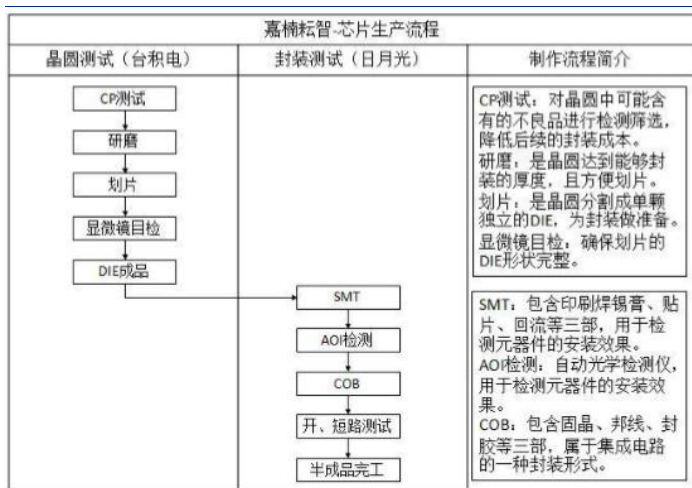 嘉楠耘智-芯片生产流程
晶圆测试（台积电）
封装测试（日月光）
制作流程简介
CP测试
研磨
划片
显微镜目检
DIE成品
SMT
AOI检测
COB
开、短路测试
半成品完工
CP测试：对晶圆中可能含
有的不良品进行检测筛选，
降低后续的封装成本。
研磨：是晶圆达到能够封
装的厚度，且方便划片。
划片：是晶圆分割成单颗
独立的DIE，为封装做准备。
显微镜目检：确保划片的
DIE形状完整。
SMT：包含印刷焊锡膏、贴
片、回流等三部，用于检
测元器件的安装效果。
AOI检测：自动光学检测仪，
用于检测元器件的安装效
果。
COB：包含固晶、邦线、封
胶等三部，属于集成电路
的一种封装形式。